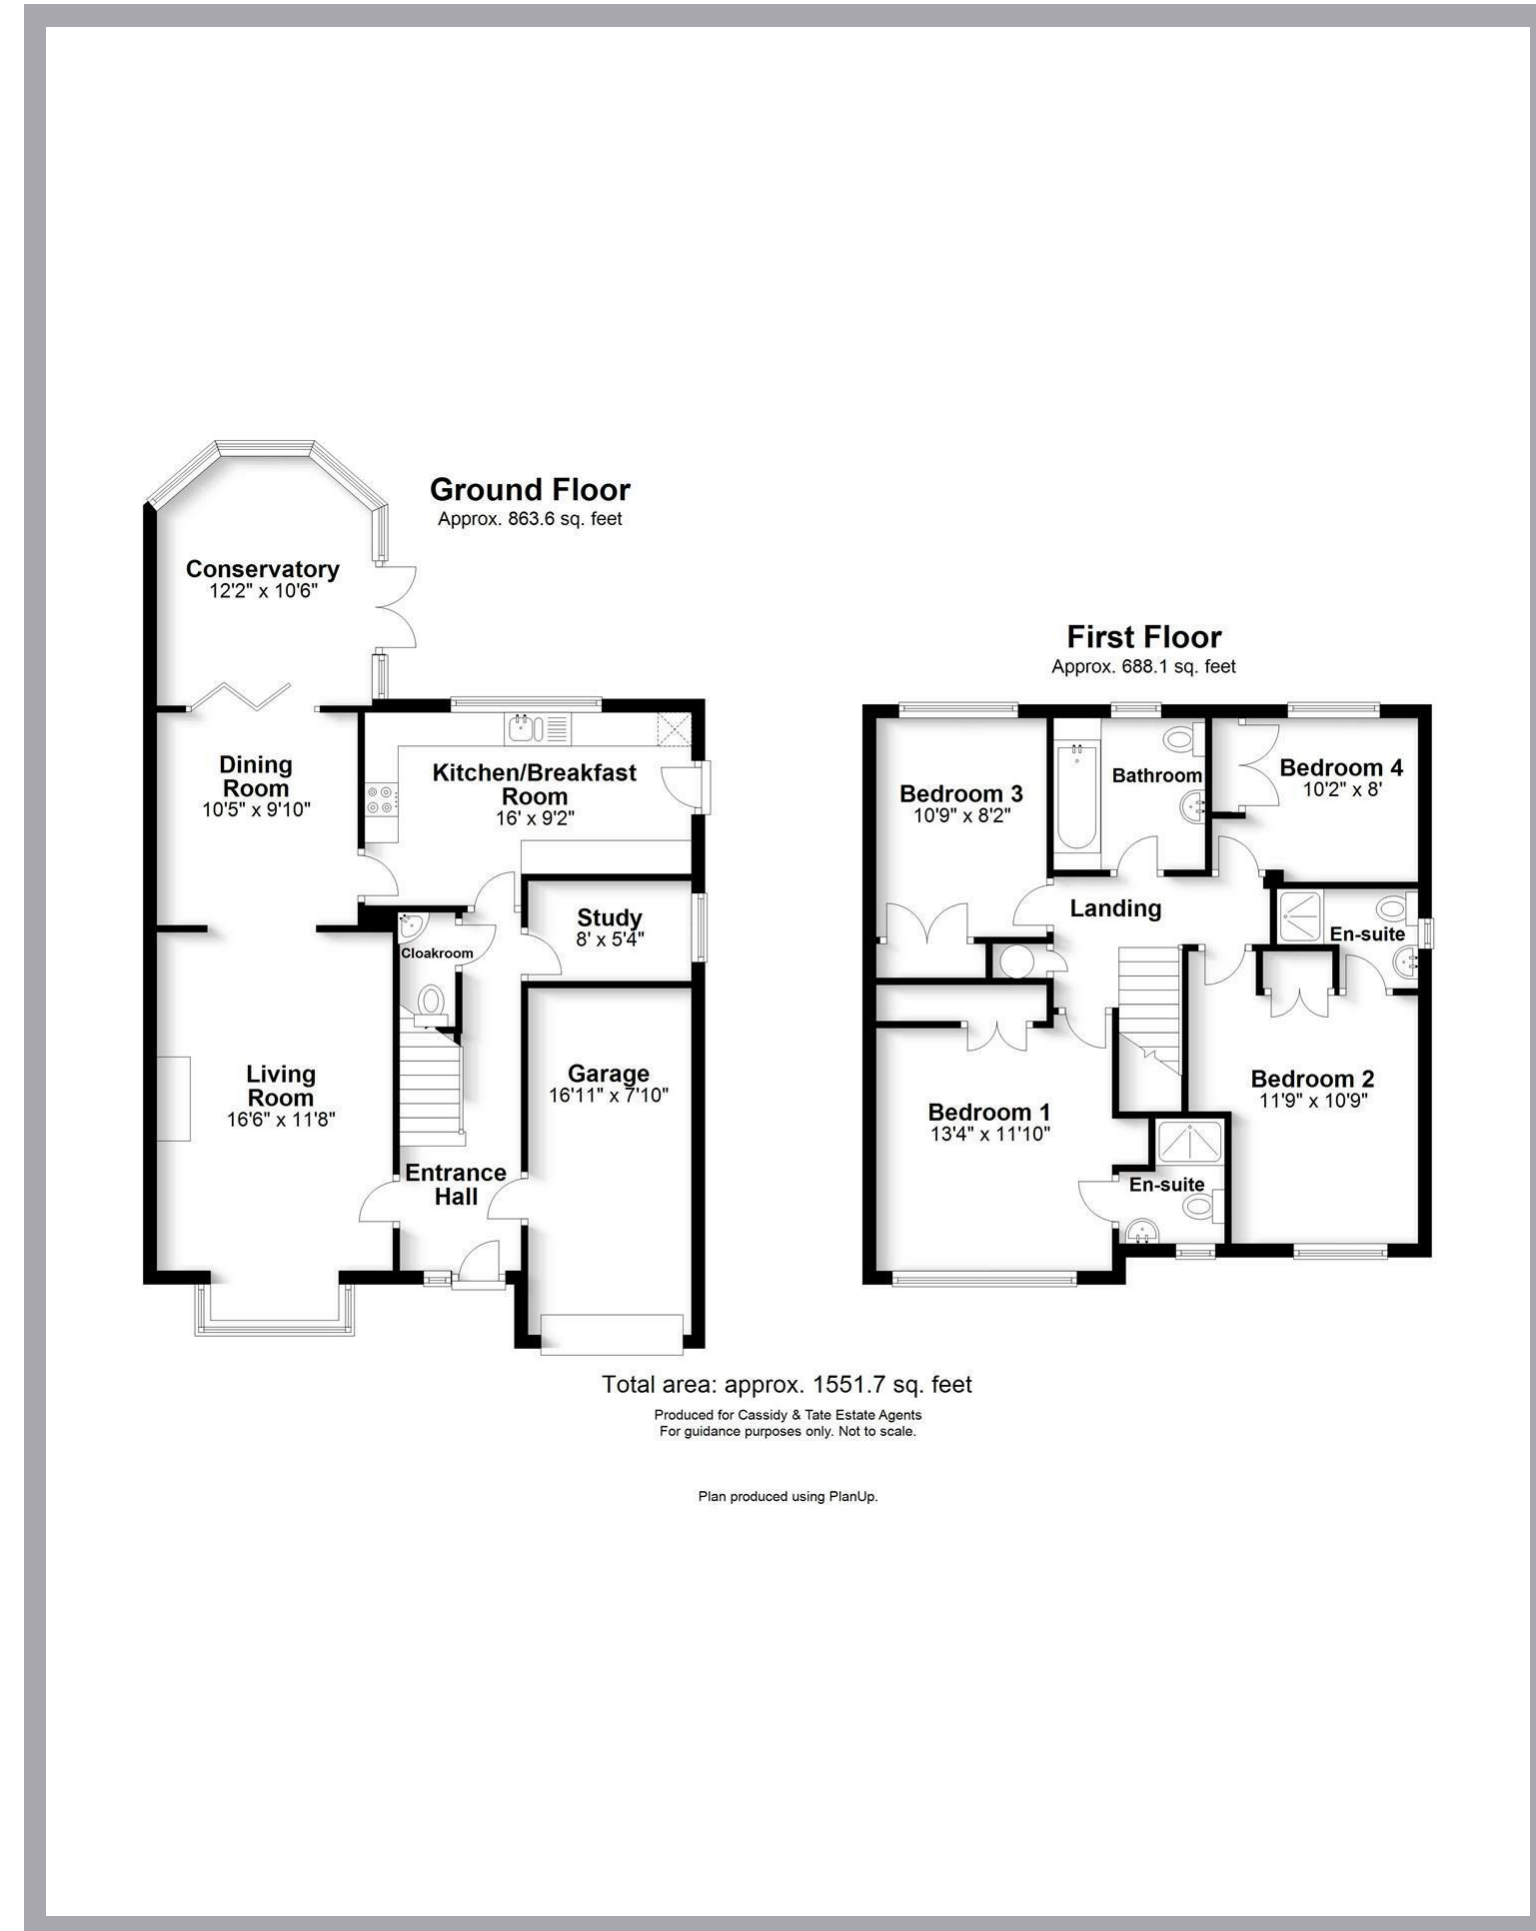 Ground Floor
Approx. 863.6 sq. feet
Conservatory
12'2" x 10'6"
Dining
Room
10'5" x 9'10"
Kitchen/Breakfast
Room
16' x 9'2"
Study
8' x 5'4"
Cloakroom
Living
Room
16'6" x 11'8"
Garage
16'11" x 7'10"
Entrance
Hall
First Floor
Approx. 688.1 sq. feet
Bedroom 3
10'9" x 8'2"
Bathroom
Bedroom 4
10'2" x 8'
Landing
En-suite
Bedroom 2
11'9" x 10'9"
Bedroom 1
13'4" x 11'10"
En-suite
Total area: approx. 1551.7 sq. feet
Produced for Cassidy & Tate Estate Agents
For guidance purposes only. Not to scale.
Plan produced using PlanUp.